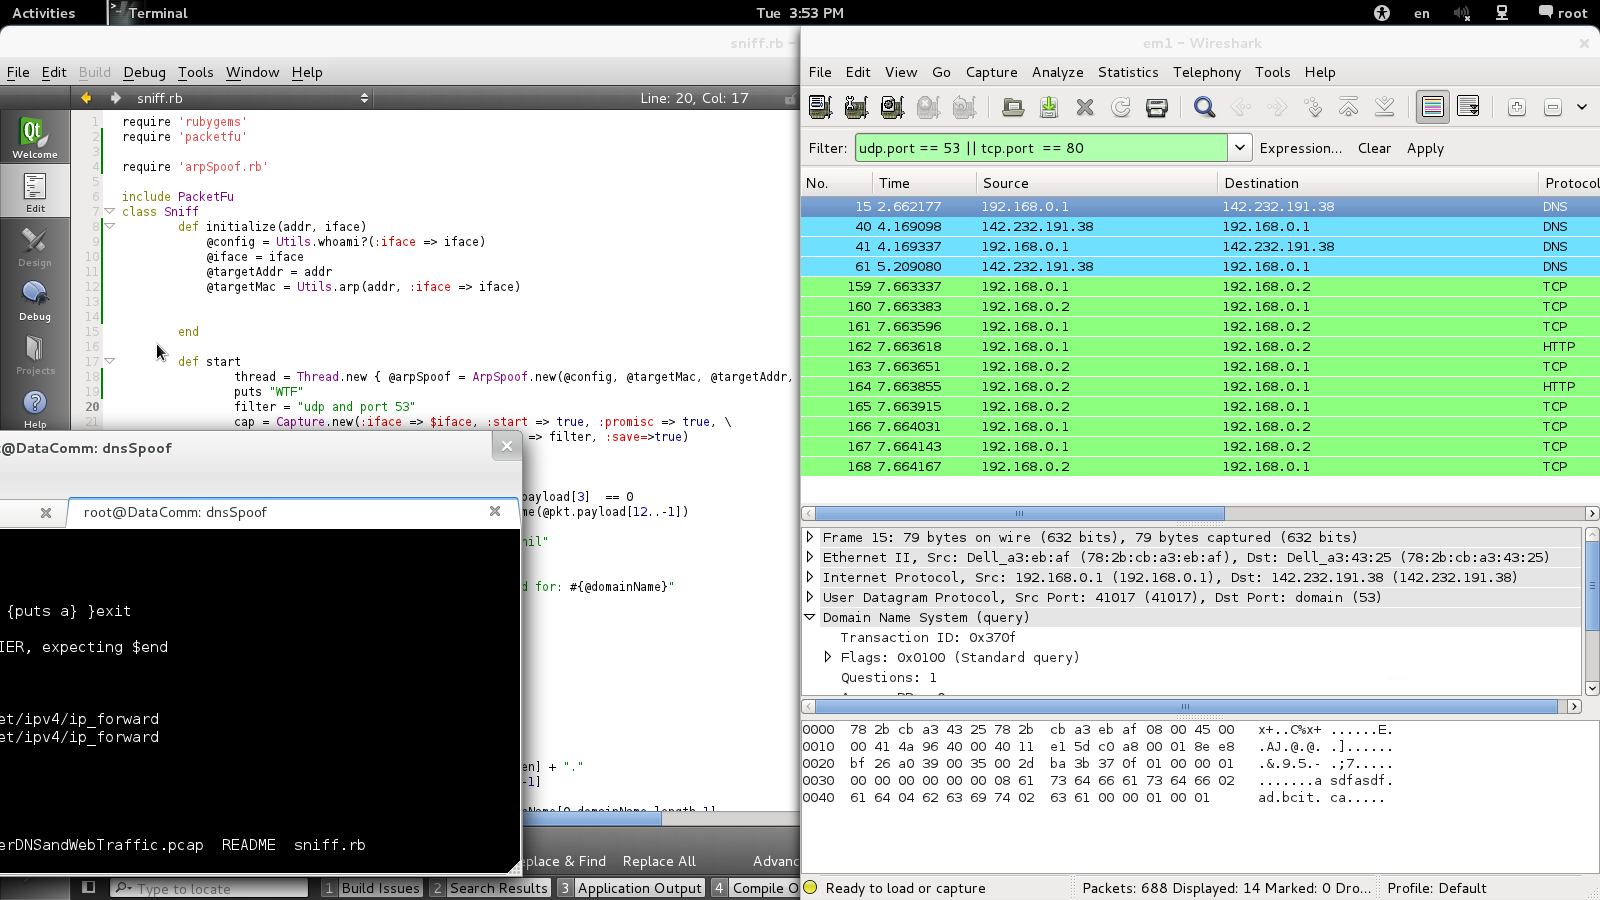 Activities
Terminal
Tue 3:53 PM
en
root
sniff.rb -
File Edit Build Debug Tools Window Help
sniff.rb
Line: 20, Col: 17
Welcome
Edit
Design
Debug
Projects
Help
1 require 'rubygems'
2 require 'packetfu'
3
4 require 'arpSpoof.rb'
5
6 include PacketFu
7 class Sniff
8 def initialize(addr, iface)
9 @config = Utils.whoami?(:iface => iface)
10 @iface = iface
11 @targetAddr = addr
12 @targetMac = Utils.arp(addr, :iface => iface)
13
14
15 end
16
17 def start
18 thread = Thread.new { @arpSpoof = ArpSpoof.new(@config, @targetMac, @targetAddr,
19 puts "WTF"
20 filter = "udp and port 53"
21 cap = Capture.new(:iface => $iface, :start => true, :promisc => true, \
=> filter, :save=>true)
ayload[3] == 0
me(@pkt.payload[12..-1])
nil"
d for: #{@domainName}"
en] + "."
-1]
t@DataComm: dnsSpoof
root@DataComm: dnsSpoof
{puts a} }exit
IER, expecting $end
et/ipv4/ip_forward
et/ipv4/ip_forward
erDNSandWebTraffic.pcap README sniff.rb
place & Find Replace All Advanc
Type to locate
1 Build Issues 2 Search Results 3 Application Output 4 Compile O
em1 - Wireshark
File Edit View Go Capture Analyze Statistics Telephony Tools Help
Filter: udp.port == 53 || tcp.port == 80 Expression... Clear Apply
No. Time Source Destination Protocol
15 2.662177 192.168.0.1 142.232.191.38 DNS
40 4.169098 142.232.191.38 192.168.0.1 DNS
41 4.169337 192.168.0.1 142.232.191.38 DNS
61 5.209080 142.232.191.38 192.168.0.1 DNS
159 7.663337 192.168.0.1 192.168.0.2 TCP
160 7.663383 192.168.0.2 192.168.0.1 TCP
161 7.663596 192.168.0.1 192.168.0.2 TCP
162 7.663618 192.168.0.1 192.168.0.2 HTTP
163 7.663651 192.168.0.2 192.168.0.1 TCP
164 7.663855 192.168.0.2 192.168.0.1 HTTP
165 7.663915 192.168.0.2 192.168.0.1 TCP
166 7.664031 192.168.0.1 192.168.0.2 TCP
167 7.664143 192.168.0.1 192.168.0.2 TCP
168 7.664167 192.168.0.2 192.168.0.1 TCP
Frame 15: 79 bytes on wire (632 bits), 79 bytes captured (632 bits)
Ethernet II, Src: Dell_a3:eb:af (78:2b:cb:a3:eb:af), Dst: Dell_a3:43:25 (78:2b:cb:a3:43:25)
Internet Protocol, Src: 192.168.0.1 (192.168.0.1), Dst: 142.232.191.38 (142.232.191.38)
User Datagram Protocol, Src Port: 41017 (41017), Dst Port: domain (53)
Domain Name System (query)
Transaction ID: 0x370f
Flags: 0x0100 (Standard query)
Questions: 1
0000 78 2b cb a3 43 25 78 2b cb a3 eb af 08 00 45 00 x+..C%x+ ......E.
0010 00 41 4a 96 40 00 40 11 e1 5d c0 a8 00 01 8e e8 .AJ.@.@. .]......
0020 bf 26 a0 39 00 35 00 2d ba 3b 37 0f 01 00 00 01 .&.9.5.- .;7.....
0030 00 00 00 00 00 00 08 61 73 64 66 61 73 64 66 02 .......a sdfasdf.
0040 61 64 04 62 63 69 74 02 63 61 00 00 01 00 01 ad.bcit. ca.....
Ready to load or capture
Packets: 688 Displayed: 14 Marked: 0 Dro...
Profile: Default